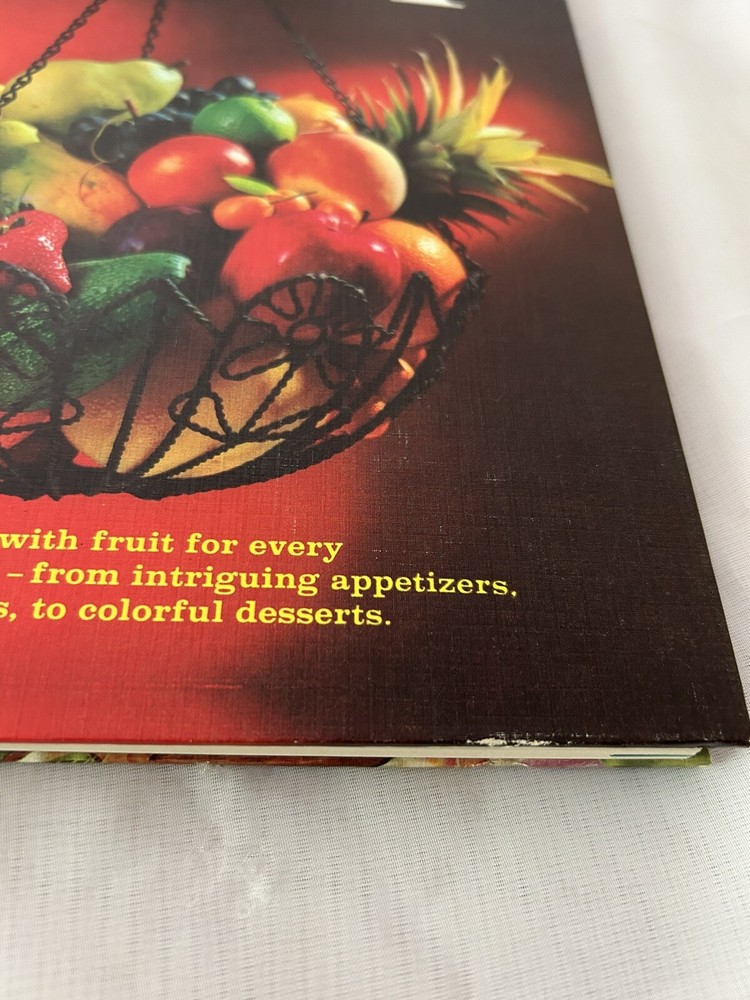 with fruit for every
– from intriguing appetizers,
s, to colorful desserts.